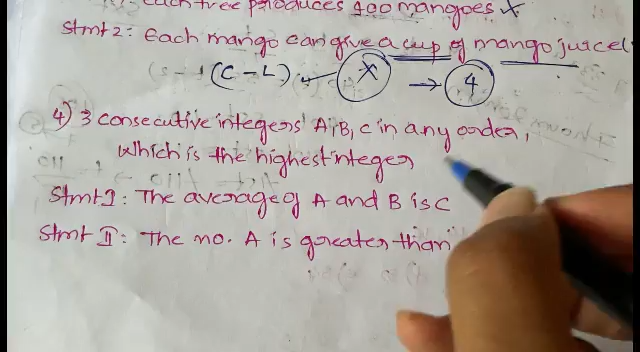 Each tree produces 400 mangoes X
Stmt 2: Each mango can give a cup of mango juice
(C-L) X → 4
4) 3 consecutive integers A, B, C in any order,
which is the highest integer
Stmt I: The average of A and B is C
Stmt II: The no. A is greater than